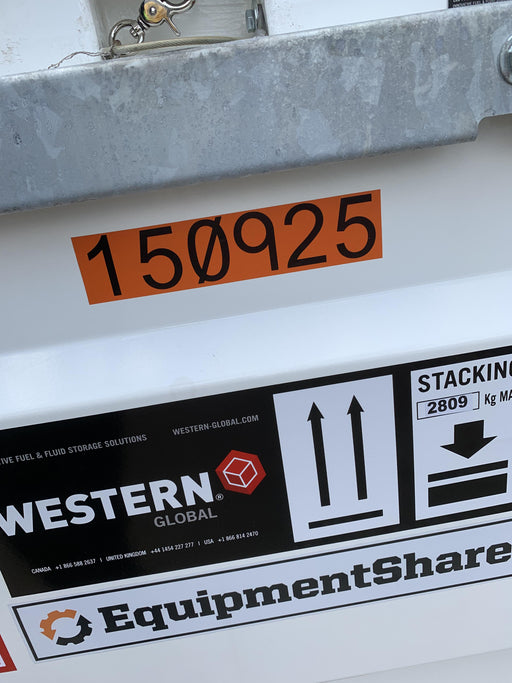 150925
IVE FUEL & FLUID STORAGE SOLUTIONS
WESTERN-GLOBAL.COM
WESTERN®
GLOBAL
CANADA +1 866 588 2637 | UNITED KINGDOM +44 1454 227 277 | USA +1 866 814 2470
STACKING
2809 Kg MA
EquipmentShare